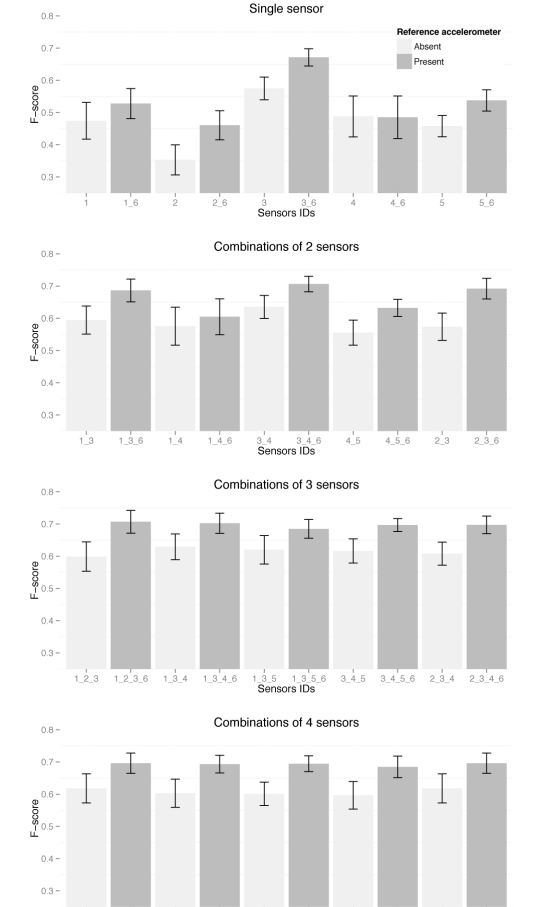 Single sensor
0.8
0.7
0.6
0.5
0.4
0.3
F−score
Reference accelerometer
Absent
Present
1 1_6 2 2_6 3 3_6 4 4_6 5 5_6
Sensors IDs
Combinations of 2 sensors
0.8
0.7
0.6
0.5
0.4
0.3
F−score
1_3 1_3_6 1_4 1_4_6 3_4 3_4_6 4_5 4_5_6 2_3 2_3_6
Sensors IDs
Combinations of 3 sensors
0.8
0.7
0.6
0.5
0.4
0.3
F−score
1_2_3 1_2_3_6 1_3_4 1_3_4_6 1_3_5 1_3_5_6 3_4_5 3_4_5_6 2_3_4 2_3_4_6
Sensors IDs
Combinations of 4 sensors
0.8
0.7
0.6
0.5
0.4
0.3
F−score